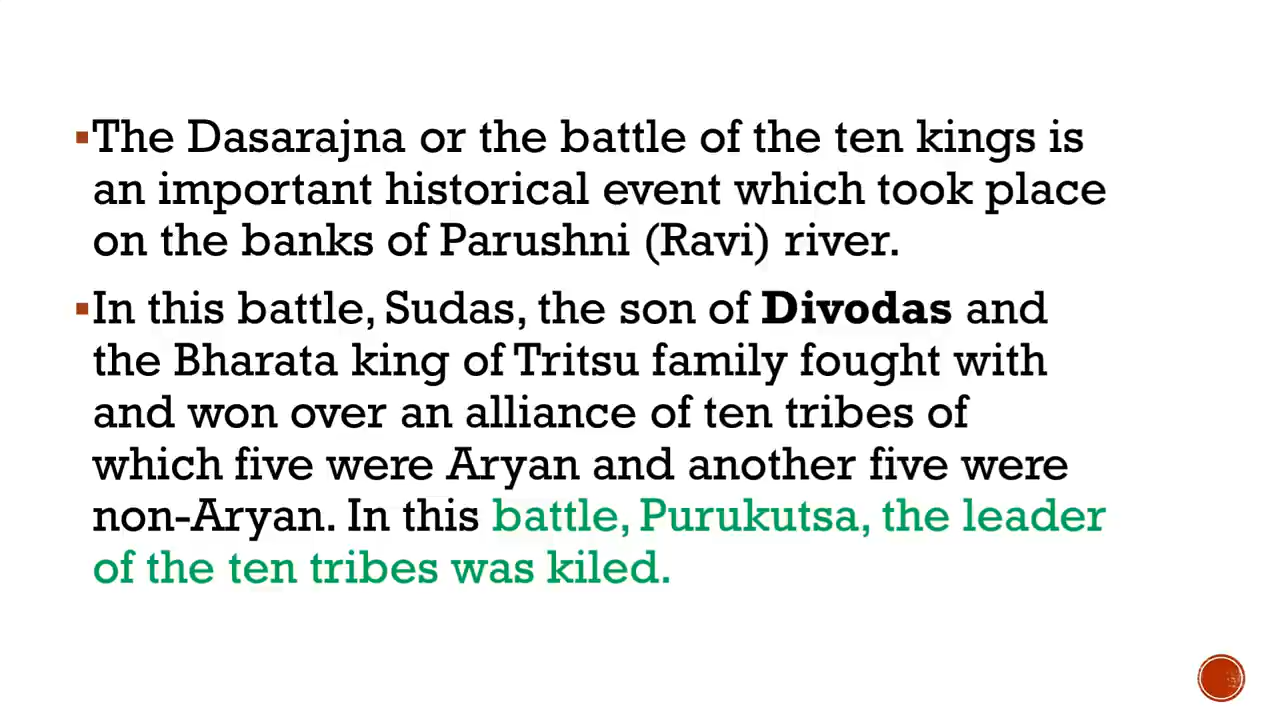 ▪The Dasarajna or the battle of the ten kings is
an important historical event which took place
on the banks of Parushni (Ravi) river.
▪In this battle, Sudas, the son of Divodas and
the Bharata king of Tritsu family fought with
and won over an alliance of ten tribes of
which five were Aryan and another five were
non-Aryan. In this battle, Purukutsa, the leader
of the ten tribes was kiled.